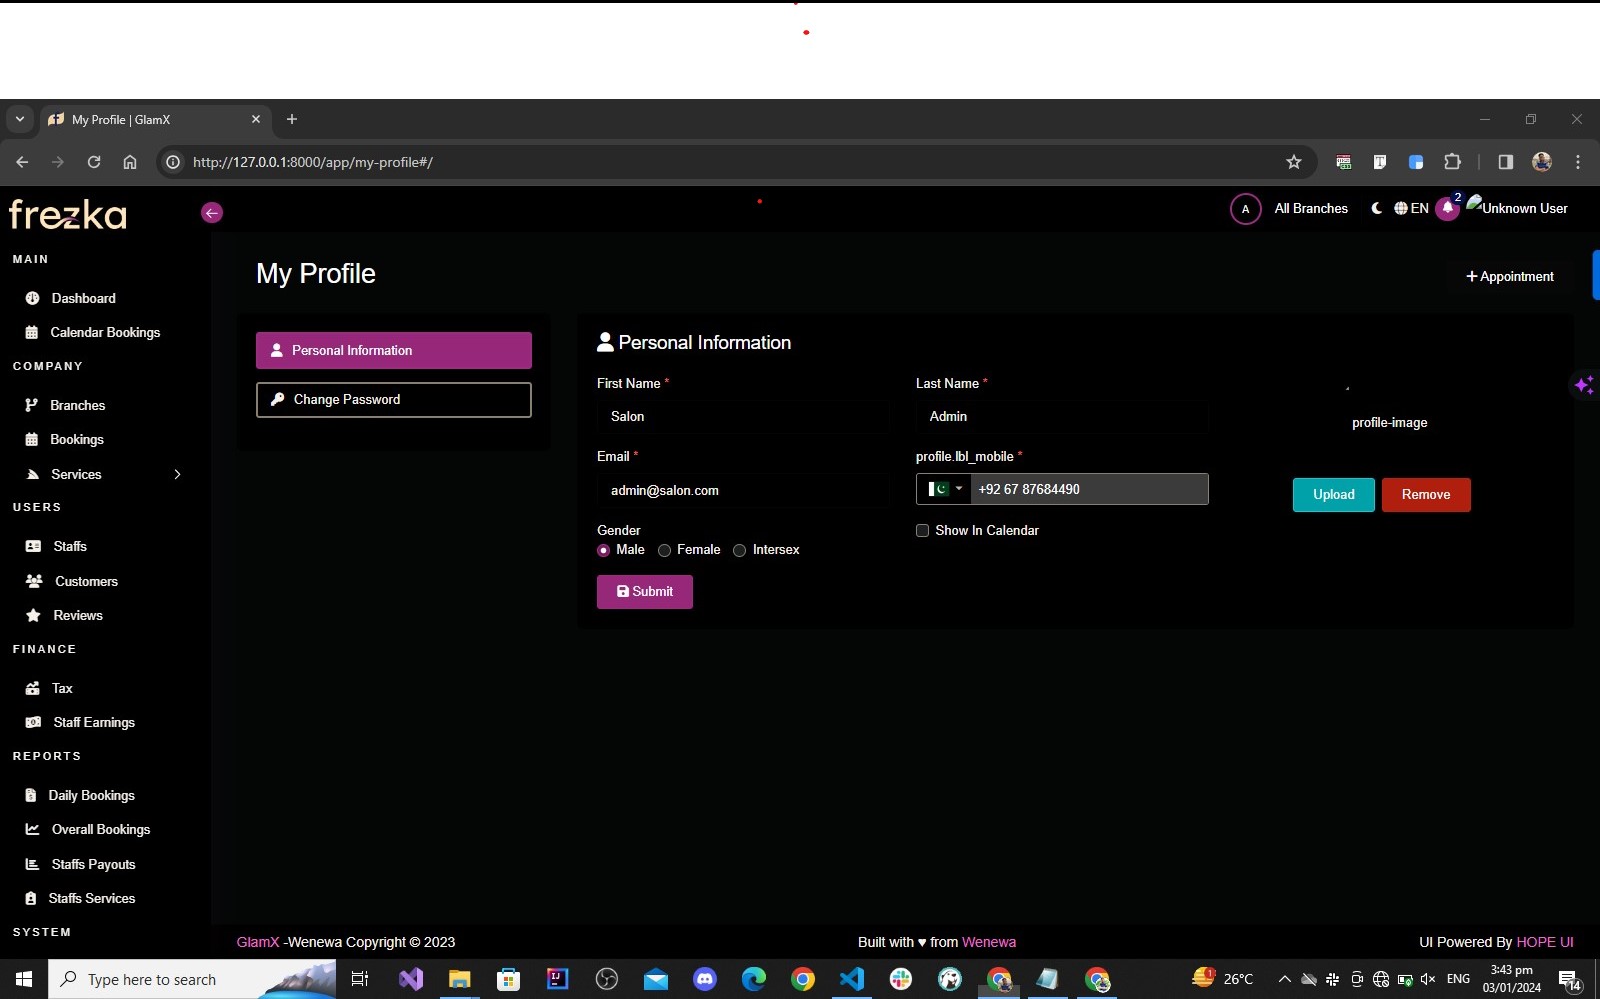 My Profile | GlamX
http://127.0.0.1:8000/app/my-profile#/
frezka
A
All Branches
EN
2
Unknown User
MAIN
Dashboard
Calendar Bookings
COMPANY
Branches
Bookings
Services
USERS
Staffs
Customers
Reviews
FINANCE
Tax
Staff Earnings
REPORTS
Daily Bookings
Overall Bookings
Staffs Payouts
Staffs Services
SYSTEM
My Profile
+ Appointment
Personal Information
Change Password
Personal Information
First Name *
Last Name *
Salon
Admin
profile-image
Email *
profile.lbl_mobile *
admin@salon.com
+92 67 87684490
Upload
Remove
Gender
Male
Female
Intersex
Show In Calendar
Submit
GlamX -Wenewa Copyright © 2023
Built with ♥ from Wenewa
UI Powered By HOPE UI
Type here to search
1
26°C
ENG
3:43 pm
03/01/2024
14